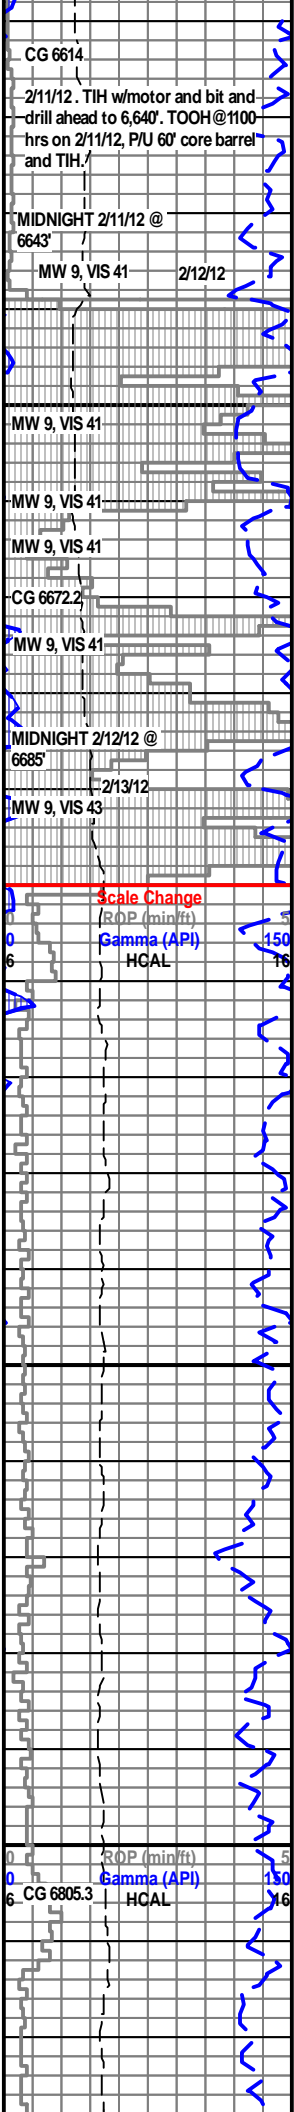 CG 6614
2/11/12 . TIH w/motor and bit and
drill ahead to 6,640'. TOOH @1100
hrs on 2/11/12, P/U 60' core barrel
and TIH.
MIDNIGHT 2/11/12 @
6643'
MW 9, VIS 41 2/12/12
MW 9, VIS 41
MW 9, VIS 41
MW 9, VIS 41
CG 6672.2
MW 9, VIS 41
MIDNIGHT 2/12/12 @
6685'
2/13/12
MW 9, VIS 43
Scale Change
0 ROP (min/ft) 5
0 Gamma (API) 150
6 HCAL 16
0 ROP (min/ft) 5
0 Gamma (API) 150
6 HCAL 16
CG 6805.3